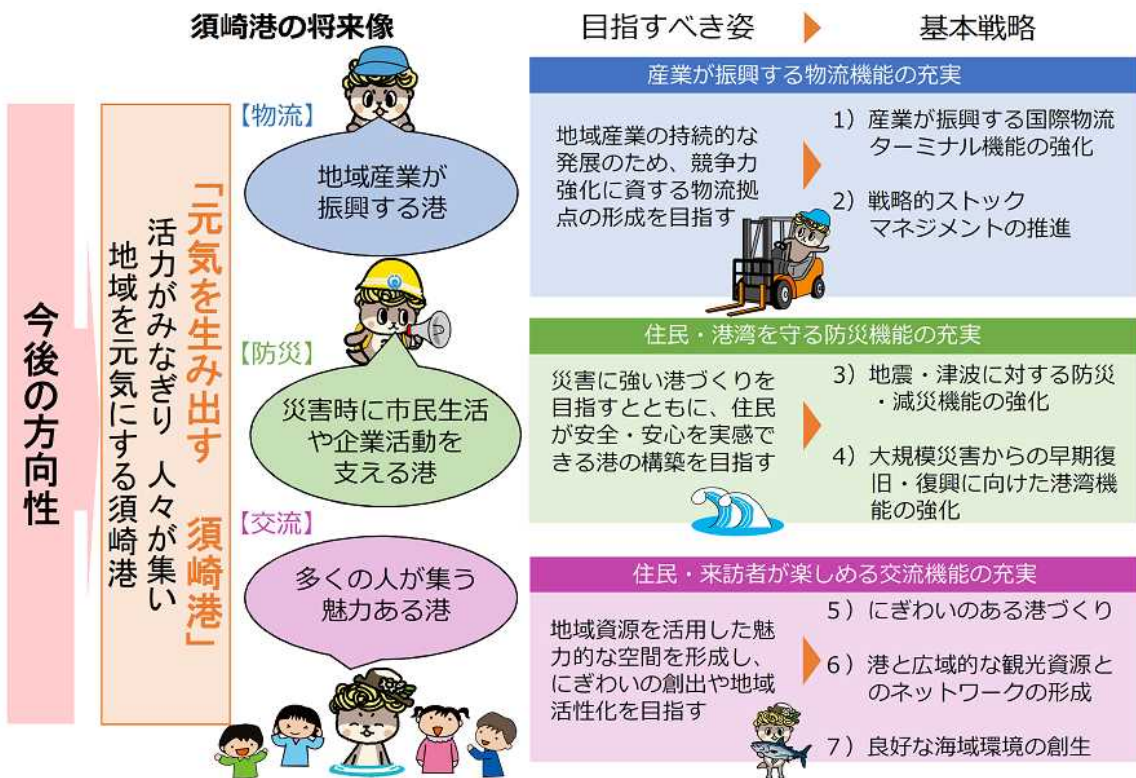 須崎港の将来像
目指すべき姿
基本戦略
今後の方向性
「元気を生み出す 須崎港」
活力がみなぎり 人々が集い
地域を元気にする須崎港
【物流】
地域産業が
振興する港
【防災】
災害時に市民生活
や企業活動を
支える港
【交流】
多くの人が集う
魅力ある港
産業が振興する物流機能の充実
地域産業の持続的な
発展のため、競争力
強化に資する物流拠
点の形成を目指す
1）産業が振興する国際物流
ターミナル機能の強化
2）戦略的ストック
マネジメントの推進
住民・港湾を守る防災機能の充実
災害に強い港づくりを
目指すとともに、住民
が安全・安心を実感で
きる港の構築を目指す
3）地震・津波に対する防災
・減災機能の強化
4）大規模災害からの早期復
旧・復興に向けた港湾機
能の強化
住民・来訪者が楽しめる交流機能の充実
地域資源を活用した魅
力的な空間を形成し、
にぎわいの創出や地域
活性化を目指す
5）にぎわいのある港づくり
6）港と広域的な観光資源と
のネットワークの形成
7）良好な海域環境の創生